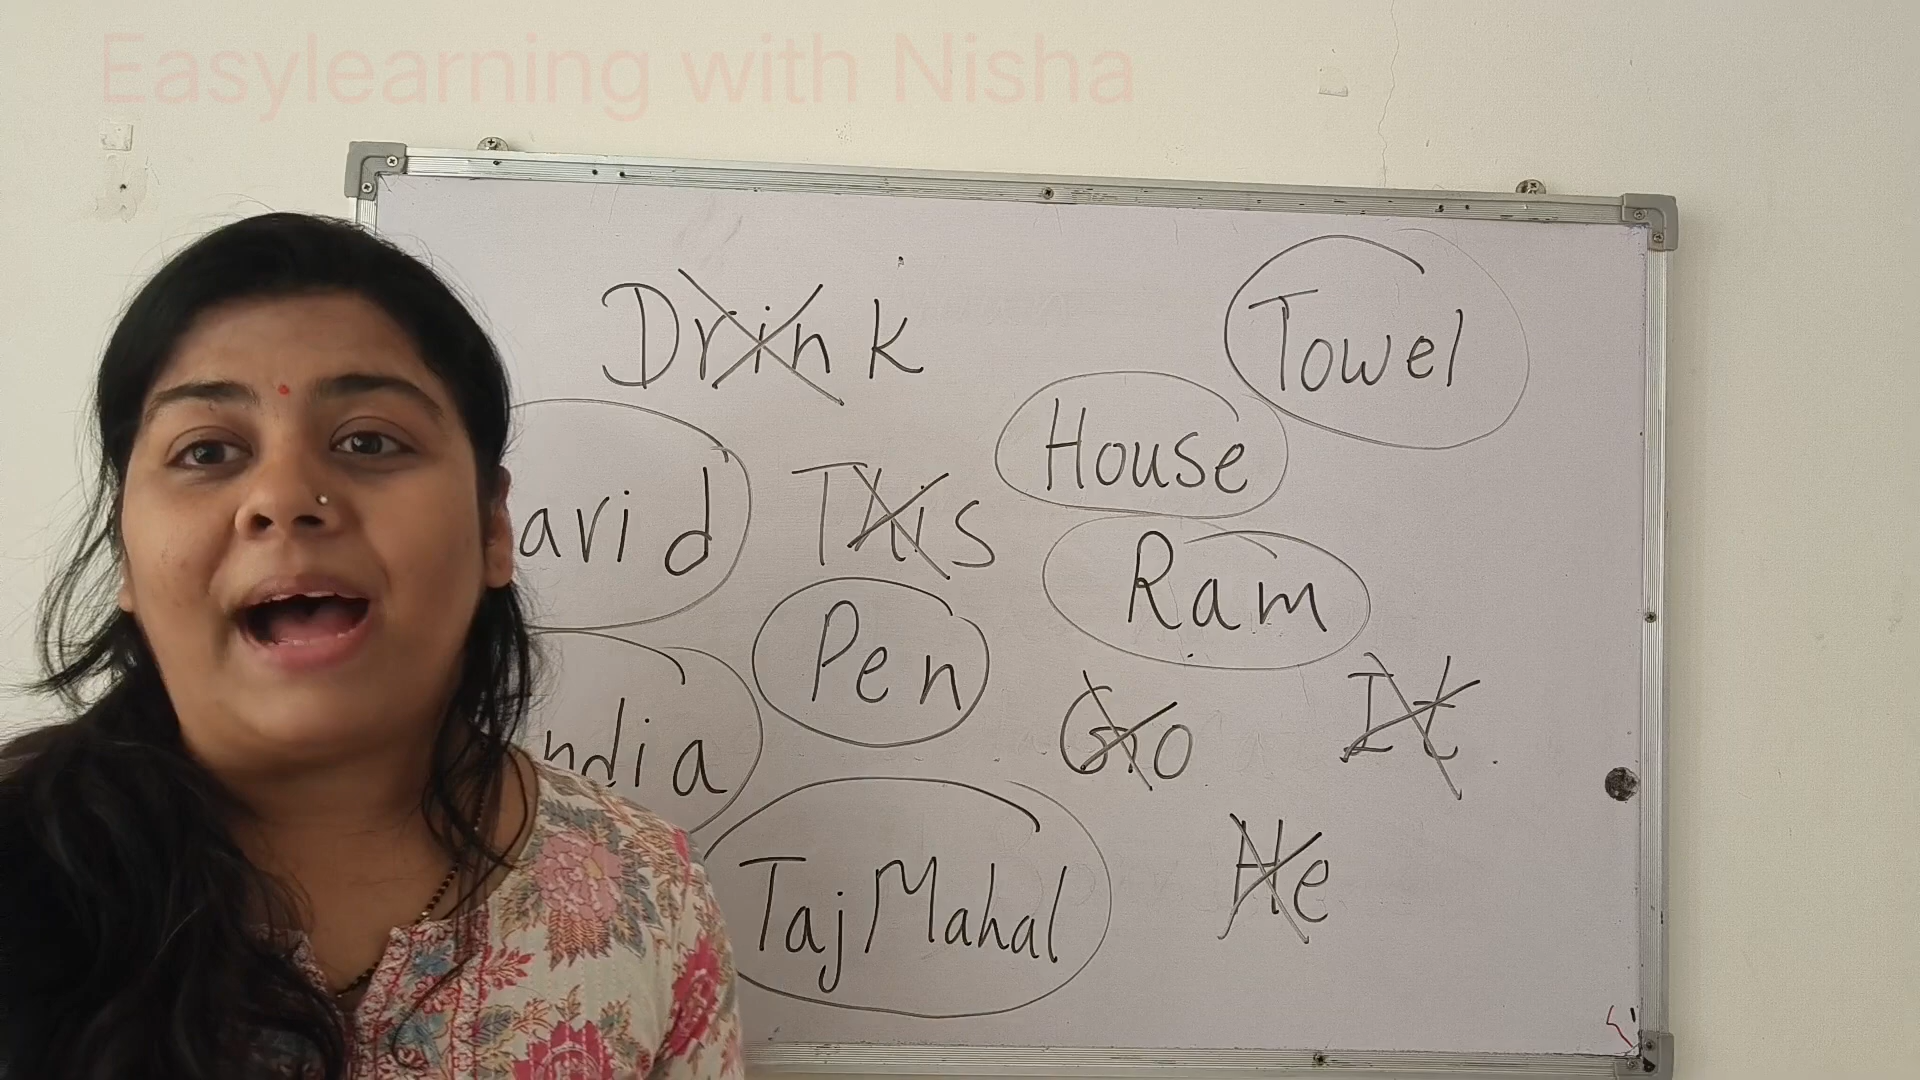 Easylearning with Nisha
Drink
Towel
House
avid
This
Ram
Pen
Go
It
ndia
Taj Mahal
He